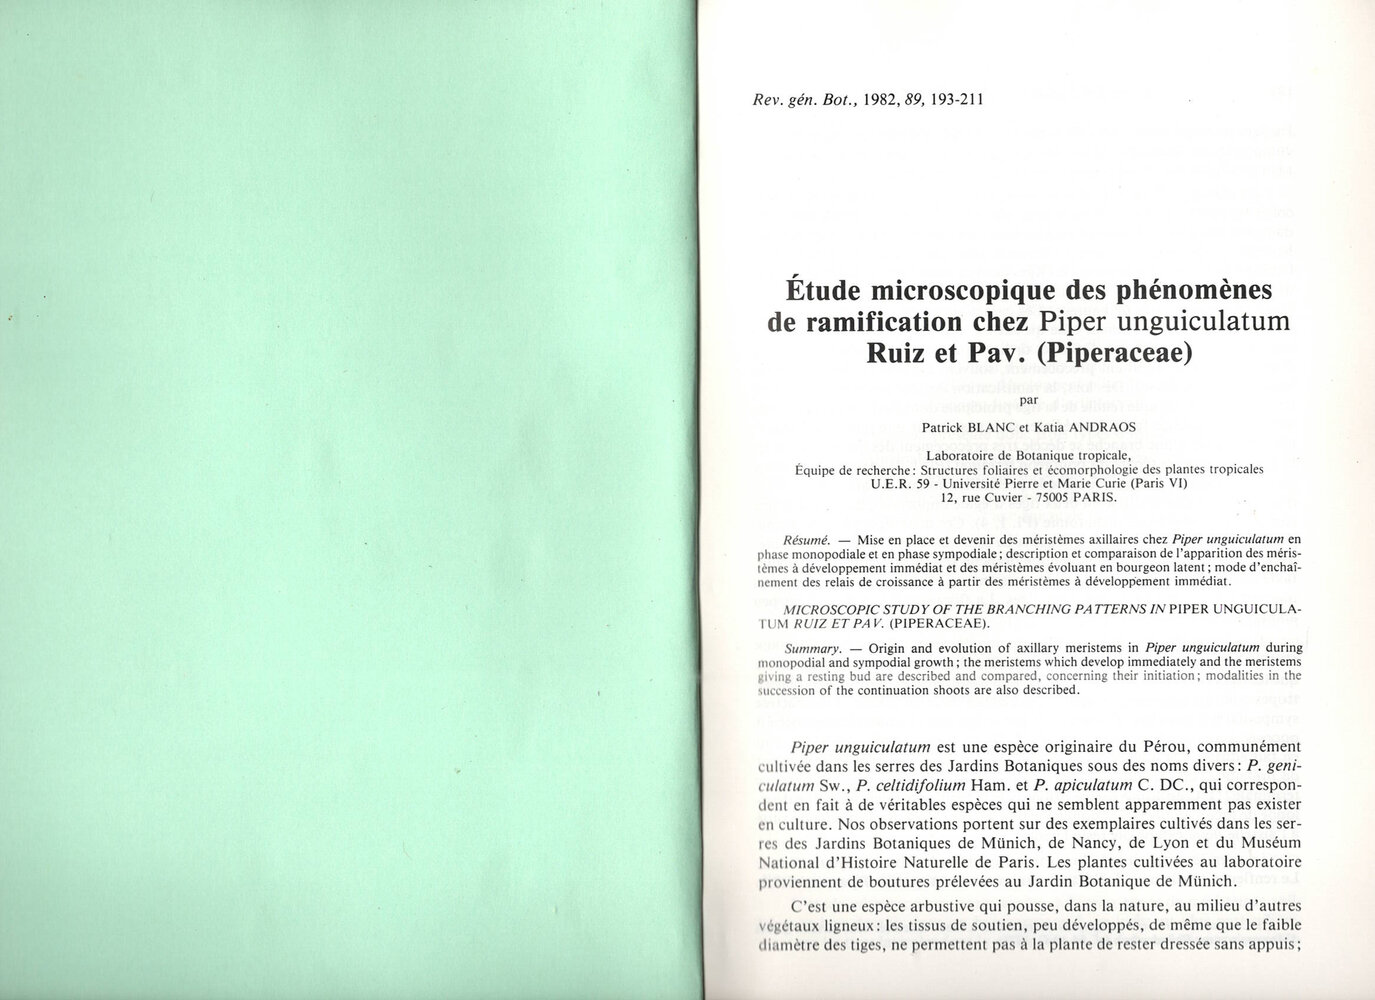 Rev. gén. Bot., 1982, 89, 193-211
Étude microscopique des phénomènes
de ramification chez Piper unguiculatum
Ruiz et Pav. (Piperaceae)
par
Patrick BLANC et Katia ANDRAOS
Laboratoire de Botanique tropicale,
Équipe de recherche : Structures foliaires et écomorphologie des plantes tropicales
U.E.R. 59 - Université Pierre et Marie Curie (Paris VI)
12, rue Cuvier - 75005 PARIS.
Résumé. — Mise en place et devenir des méristèmes axillaires chez Piper unguiculatum en
phase monopodiale et en phase sympodiale ; description et comparaison de l'apparition des méris-
tèmes à développement immédiat et des méristèmes évoluant en bourgeon latent ; mode d'enchaî-
nement des relais de croissance à partir des méristèmes à développement immédiat.
MICROSCOPIC STUDY OF THE BRANCHING PATTERNS IN PIPER UNGUICULA-
TUM RUIZ ET PAV. (PIPERACEAE).
Summary. — Origin and evolution of axillary meristems in Piper unguiculatum during
monopodial and sympodial growth ; the meristems which develop immediately and the meristems
giving a resting bud are described and compared, concerning their initiation ; modalities in the
succession of the continuation shoots are also described.
Piper unguiculatum est une espèce originaire du Pérou, communément
cultivée dans les serres des Jardins Botaniques sous des noms divers : P. geni-
culatum Sw., P. celtidifolium Ham. et P. apiculatum C. DC., qui correspon-
dent en fait à de véritables espèces qui ne semblent apparemment pas exister
en culture. Nos observations portent sur des exemplaires cultivés dans les ser-
res des Jardins Botaniques de Münich, de Nancy, de Lyon et du Muséum
National d'Histoire Naturelle de Paris. Les plantes cultivées au laboratoire
proviennent de boutures prélevées au Jardin Botanique de Münich.
C'est une espèce arbustive qui pousse, dans la nature, au milieu d'autres
végétaux ligneux : les tissus de soutien, peu développés, de même que le faible
diamètre des tiges, ne permettent pas à la plante de rester dressée sans appuis ;